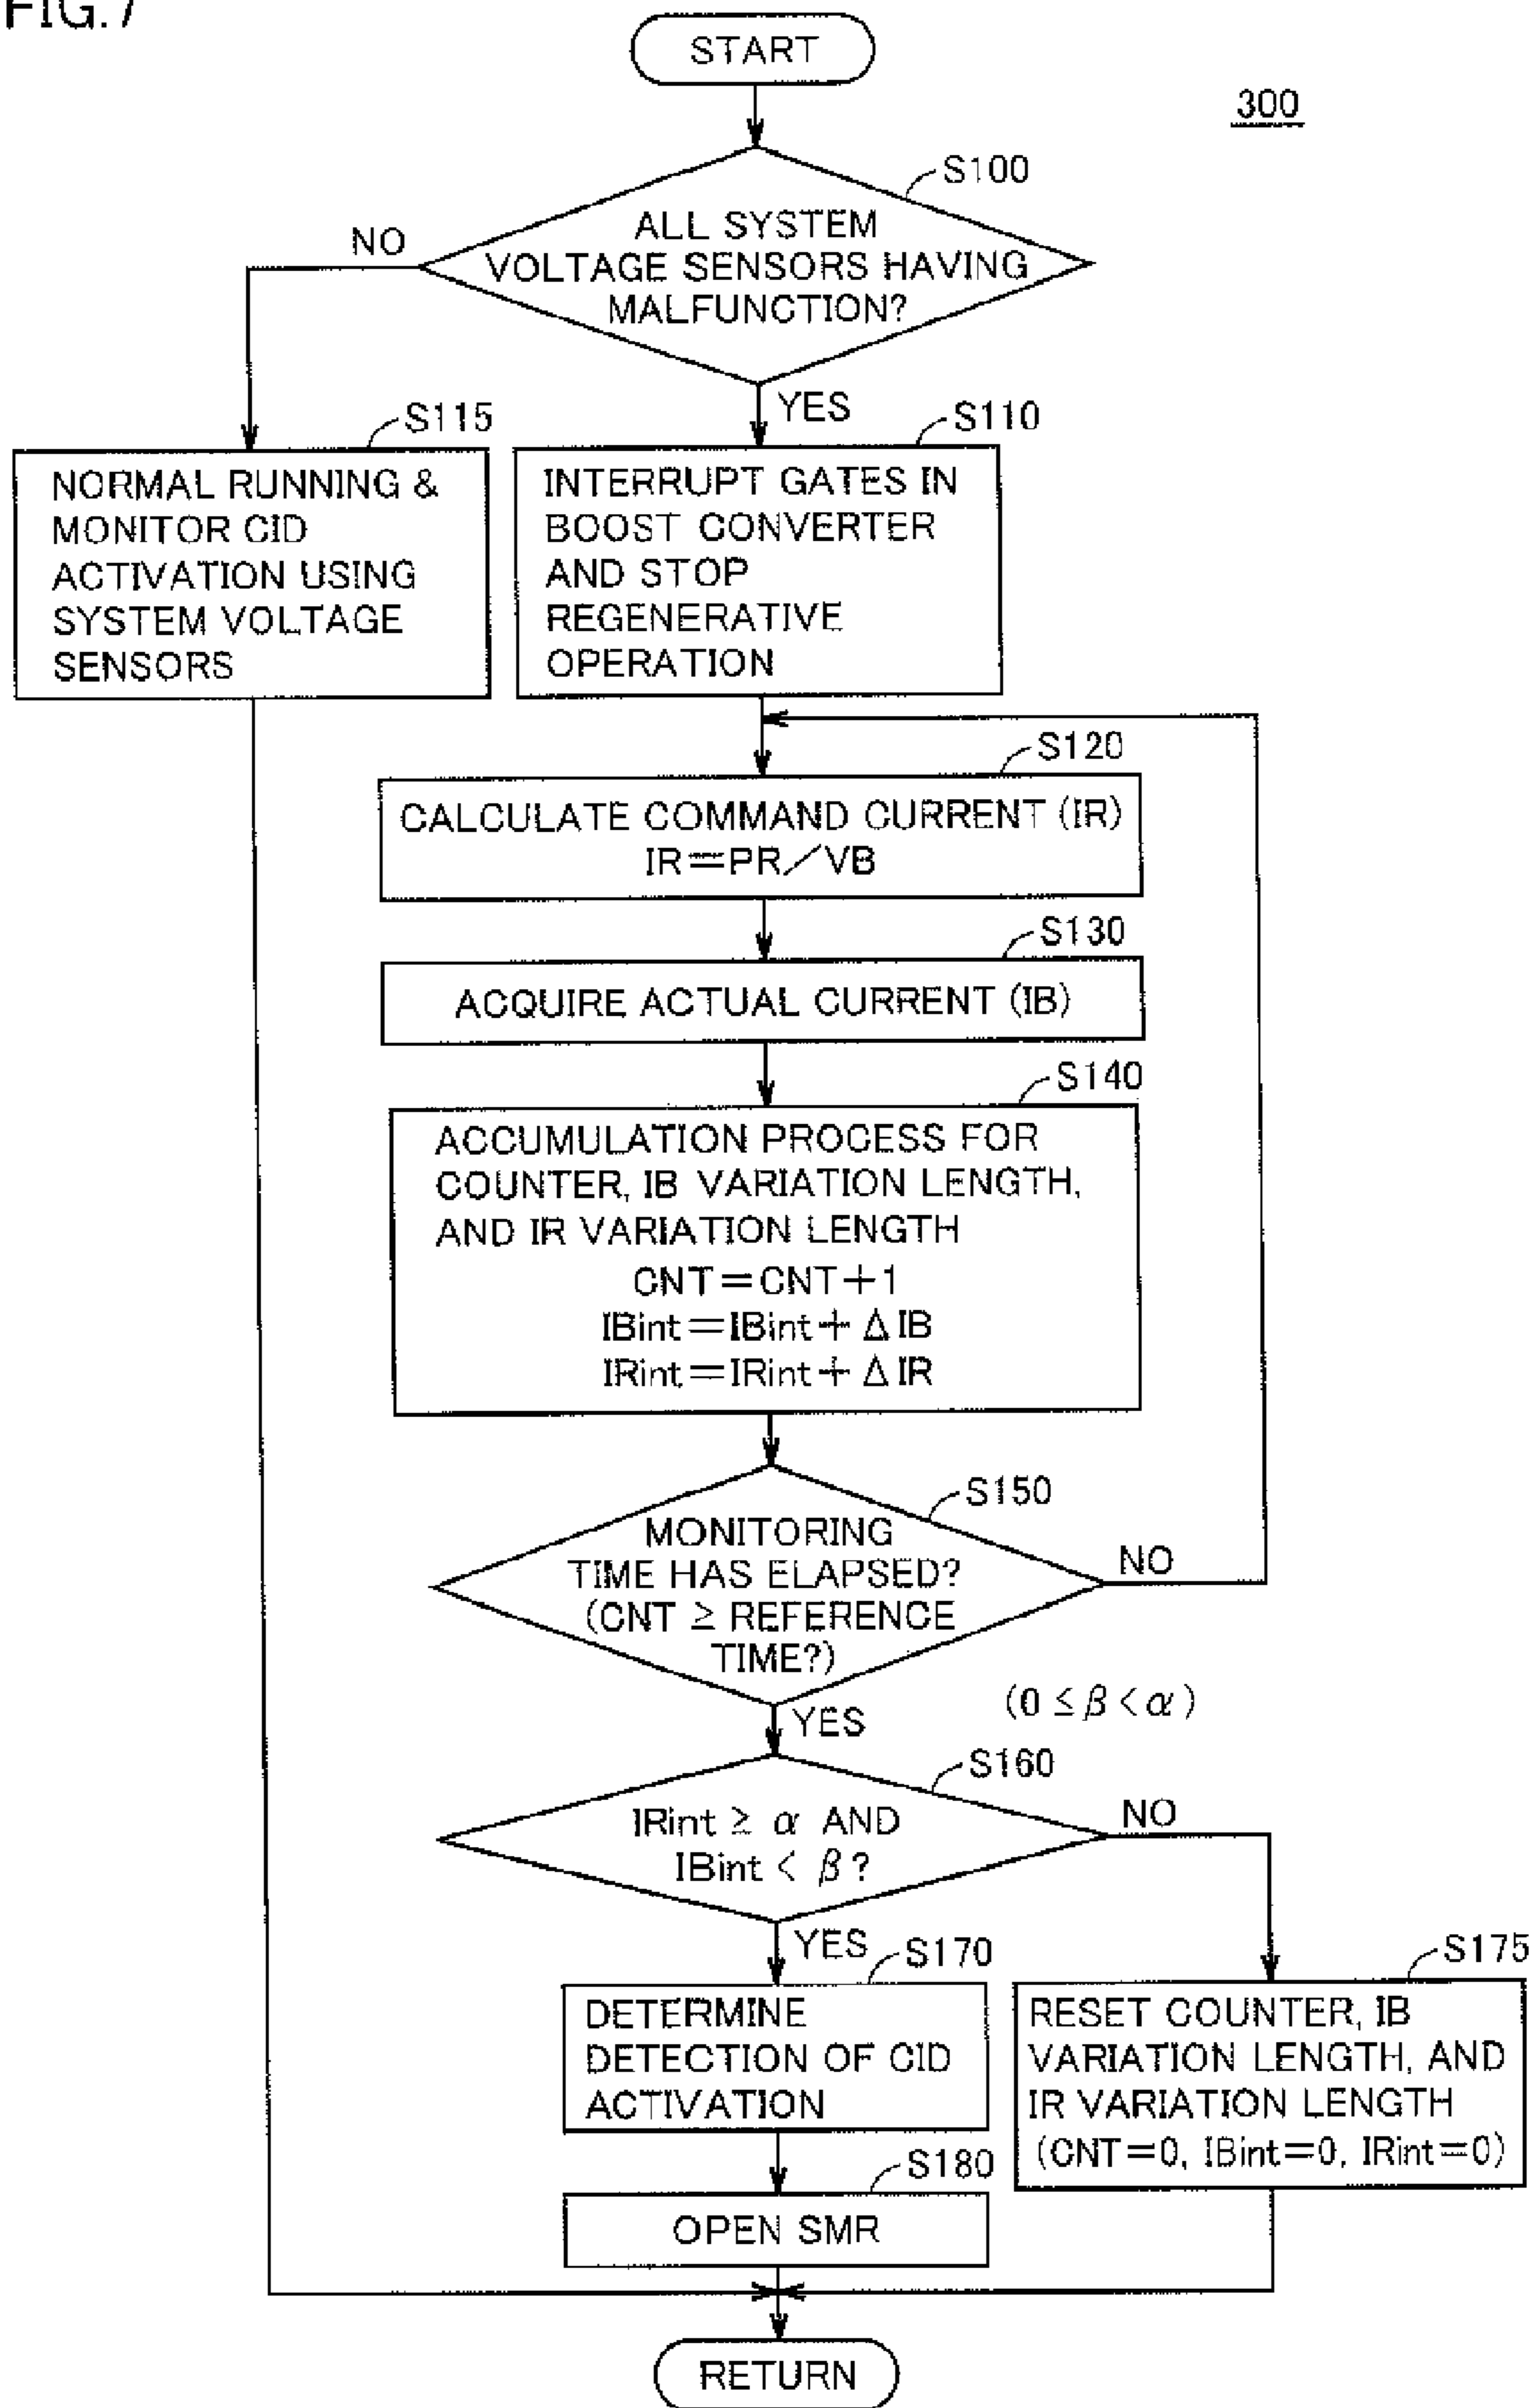 FIG.7
START
300
S100
ALL SYSTEM
VOLTAGE SENSORS HAVING
MALFUNCTION?
NO
YES
S115
NORMAL RUNNING &
MONITOR CID
ACTIVATION USING
SYSTEM VOLTAGE
SENSORS
S110
INTERRUPT GATES IN
BOOST CONVERTER
AND STOP
REGENERATIVE
OPERATION
S120
CALCULATE COMMAND CURRENT (IR)
IR=PR/VB
S130
ACQUIRE ACTUAL CURRENT (IB)
S140
ACCUMULATION PROCESS FOR
COUNTER, IB VARIATION LENGTH,
AND IR VARIATION LENGTH
CNT=CNT+1
IBint=IBint+ΔIB
IRint=IRint+ΔIR
S150
MONITORING
TIME HAS ELAPSED?
(CNT ≥ REFERENCE
TIME?)
NO
YES
(0 ≤ β < α)
S160
IRint ≥ α AND
IBint < β?
NO
YES
S170
DETERMINE
DETECTION OF CID
ACTIVATION
S175
RESET COUNTER, IB
VARIATION LENGTH, AND
IR VARIATION LENGTH
(CNT=0, IBint=0, IRint=0)
S180
OPEN SMR
RETURN